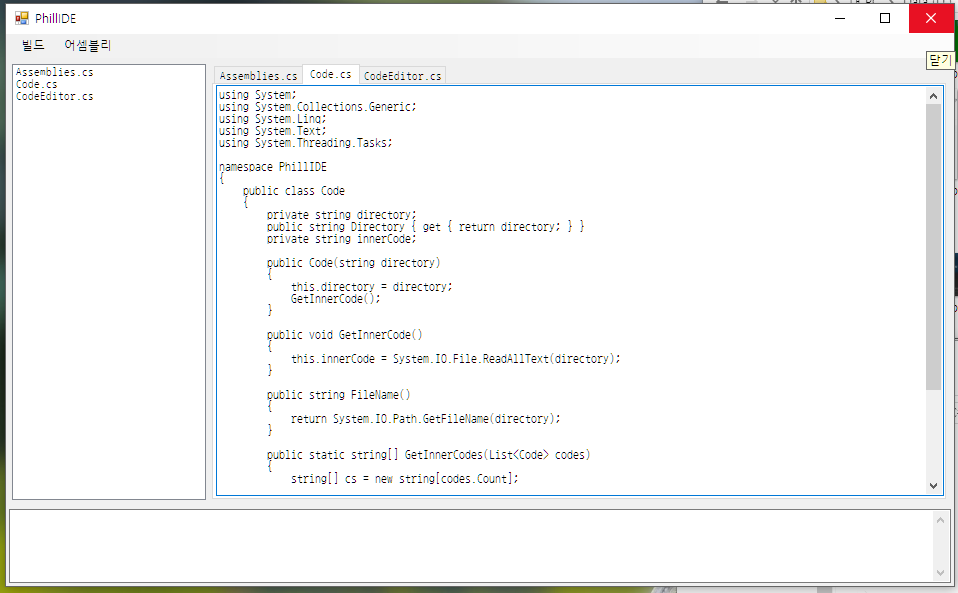 PhillIDE
빌드 어셈블리
닫기
Assemblies.cs
Code.cs
CodeEditor.cs
Assemblies.cs Code.cs CodeEditor.cs
using System;
using System.Collections.Generic;
using System.Linq;
using System.Text;
using System.Threading.Tasks;
namespace PhillIDE
{
public class Code
{
private string directory;
public string Directory { get { return directory; } }
private string innerCode;
public Code(string directory)
{
this.directory = directory;
GetInnerCode();
}
public void GetInnerCode()
{
this.innerCode = System.IO.File.ReadAllText(directory);
}
public string FileName()
{
return System.IO.Path.GetFileName(directory);
}
public static string[] GetInnerCodes(List<Code> codes)
{
string[] cs = new string[codes.Count];